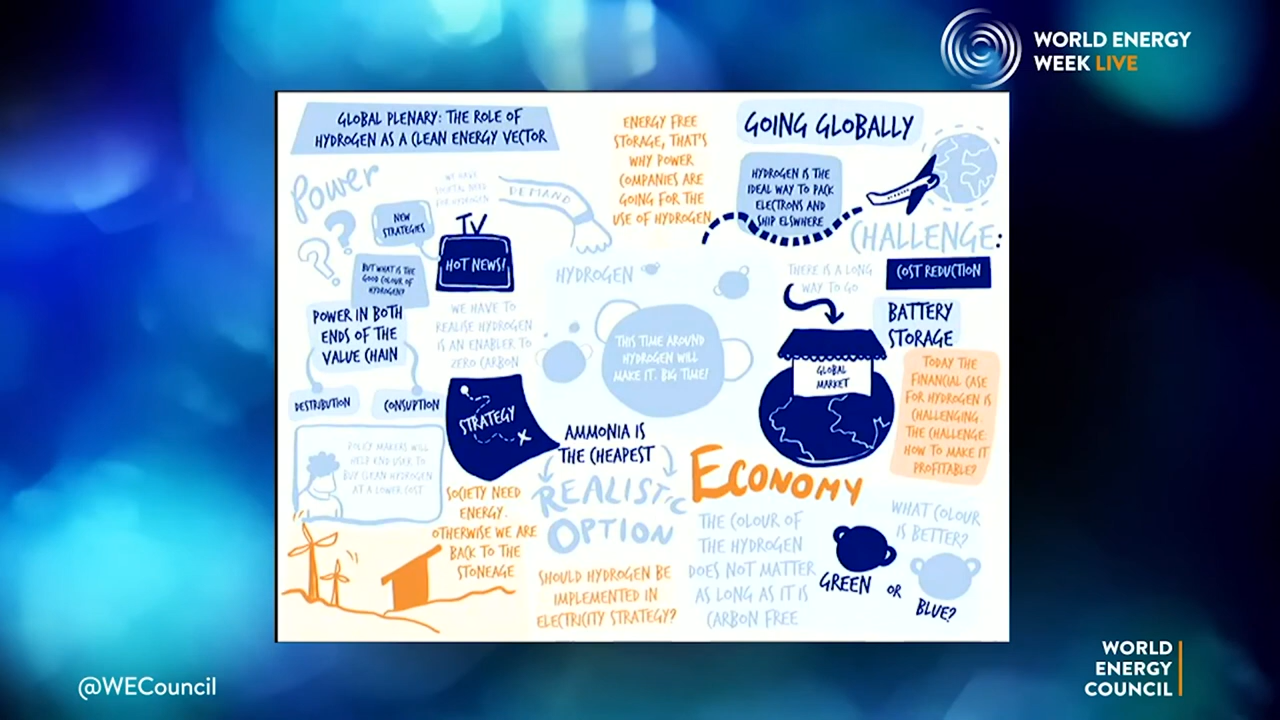 WORLD ENERGY
WEEK LIVE
GLOBAL PLENARY: THE ROLE OF
HYDROGEN AS A CLEAN ENERGY VECTOR
Power
NEW
STRATEGIES
BUT WHAT IS THE
GOOD COLOUR OF
HYDROGEN?
POWER IN BOTH
ENDS OF THE
VALUE CHAIN
DESTRIBUTION
CONSUPTION
POLICY MAKERS WILL
HELP END USER TO
BUY CLEAN HYDROGEN
AT A LOWER COST
WE HAVE
SOCIETAL NEED
FOR HYDROGEN
DEMAND
TV
HOT NEWS!
WE HAVE TO
REALISE HYDROGEN
IS AN ENABLER TO
ZERO CARBON
STRATEGY
X
SOCIETY NEED
ENERGY.
OTHERWISE WE ARE
BACK TO THE
STONEAGE
ENERGY FREE
STORAGE, THAT'S
WHY POWER
COMPANIES ARE
GOING FOR THE
USE OF HYDROGEN
HYDROGEN
THIS TIME AROUND
HYDROGEN WILL
MAKE IT. BIG TIME!
AMMONIA IS
THE CHEAPEST
REALISTIC
OPTION
SHOULD HYDROGEN BE
IMPLEMENTED IN
ELECTRICITY STRATEGY?
GOING GLOBALLY
HYDROGEN IS THE
IDEAL WAY TO PACK
ELECTRONS AND
SHIP ELSWHERE
CHALLENGE:
COST REDUCTION
THERE IS A LONG
WAY TO GO
BATTERY
STORAGE
GLOBAL
MARKET
TODAY THE
FINANCIAL CASE
FOR HYDROGEN IS
CHALLENGING.
THE CHALLENGE:
HOW TO MAKE IT
PROFITABLE?
ECONOMY
THE COLOUR OF
THE HYDROGEN
DOES NOT MATTER
AS LONG AS IT IS
CARBON FREE
WHAT COLOUR
IS BETTER?
GREEN OR
BLUE?
@WECouncil
WORLD
ENERGY
COUNCIL